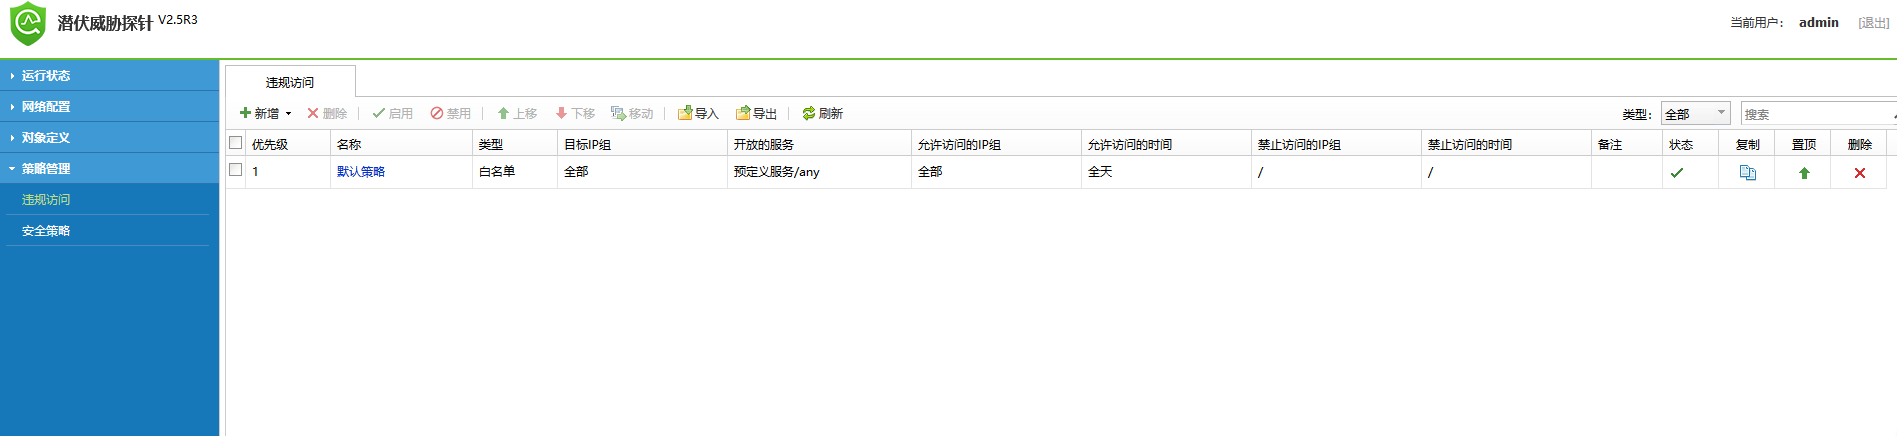 潜伏威胁探针 V2.5R3
当前用户： admin [退出]
运行状态
网络配置
对象定义
策略管理
违规访问
安全策略
违规访问
新增 删除 启用 禁用 上移 下移 移动 导入 导出 刷新 类型： 全部 搜索
优先级 名称 类型 目标IP组 开放的服务 允许访问的IP组 允许访问的时间 禁止访问的IP组 禁止访问的时间 备注 状态 复制 置顶 删除
1 默认策略 白名单 全部 预定义服务/any 全部 全天 / /